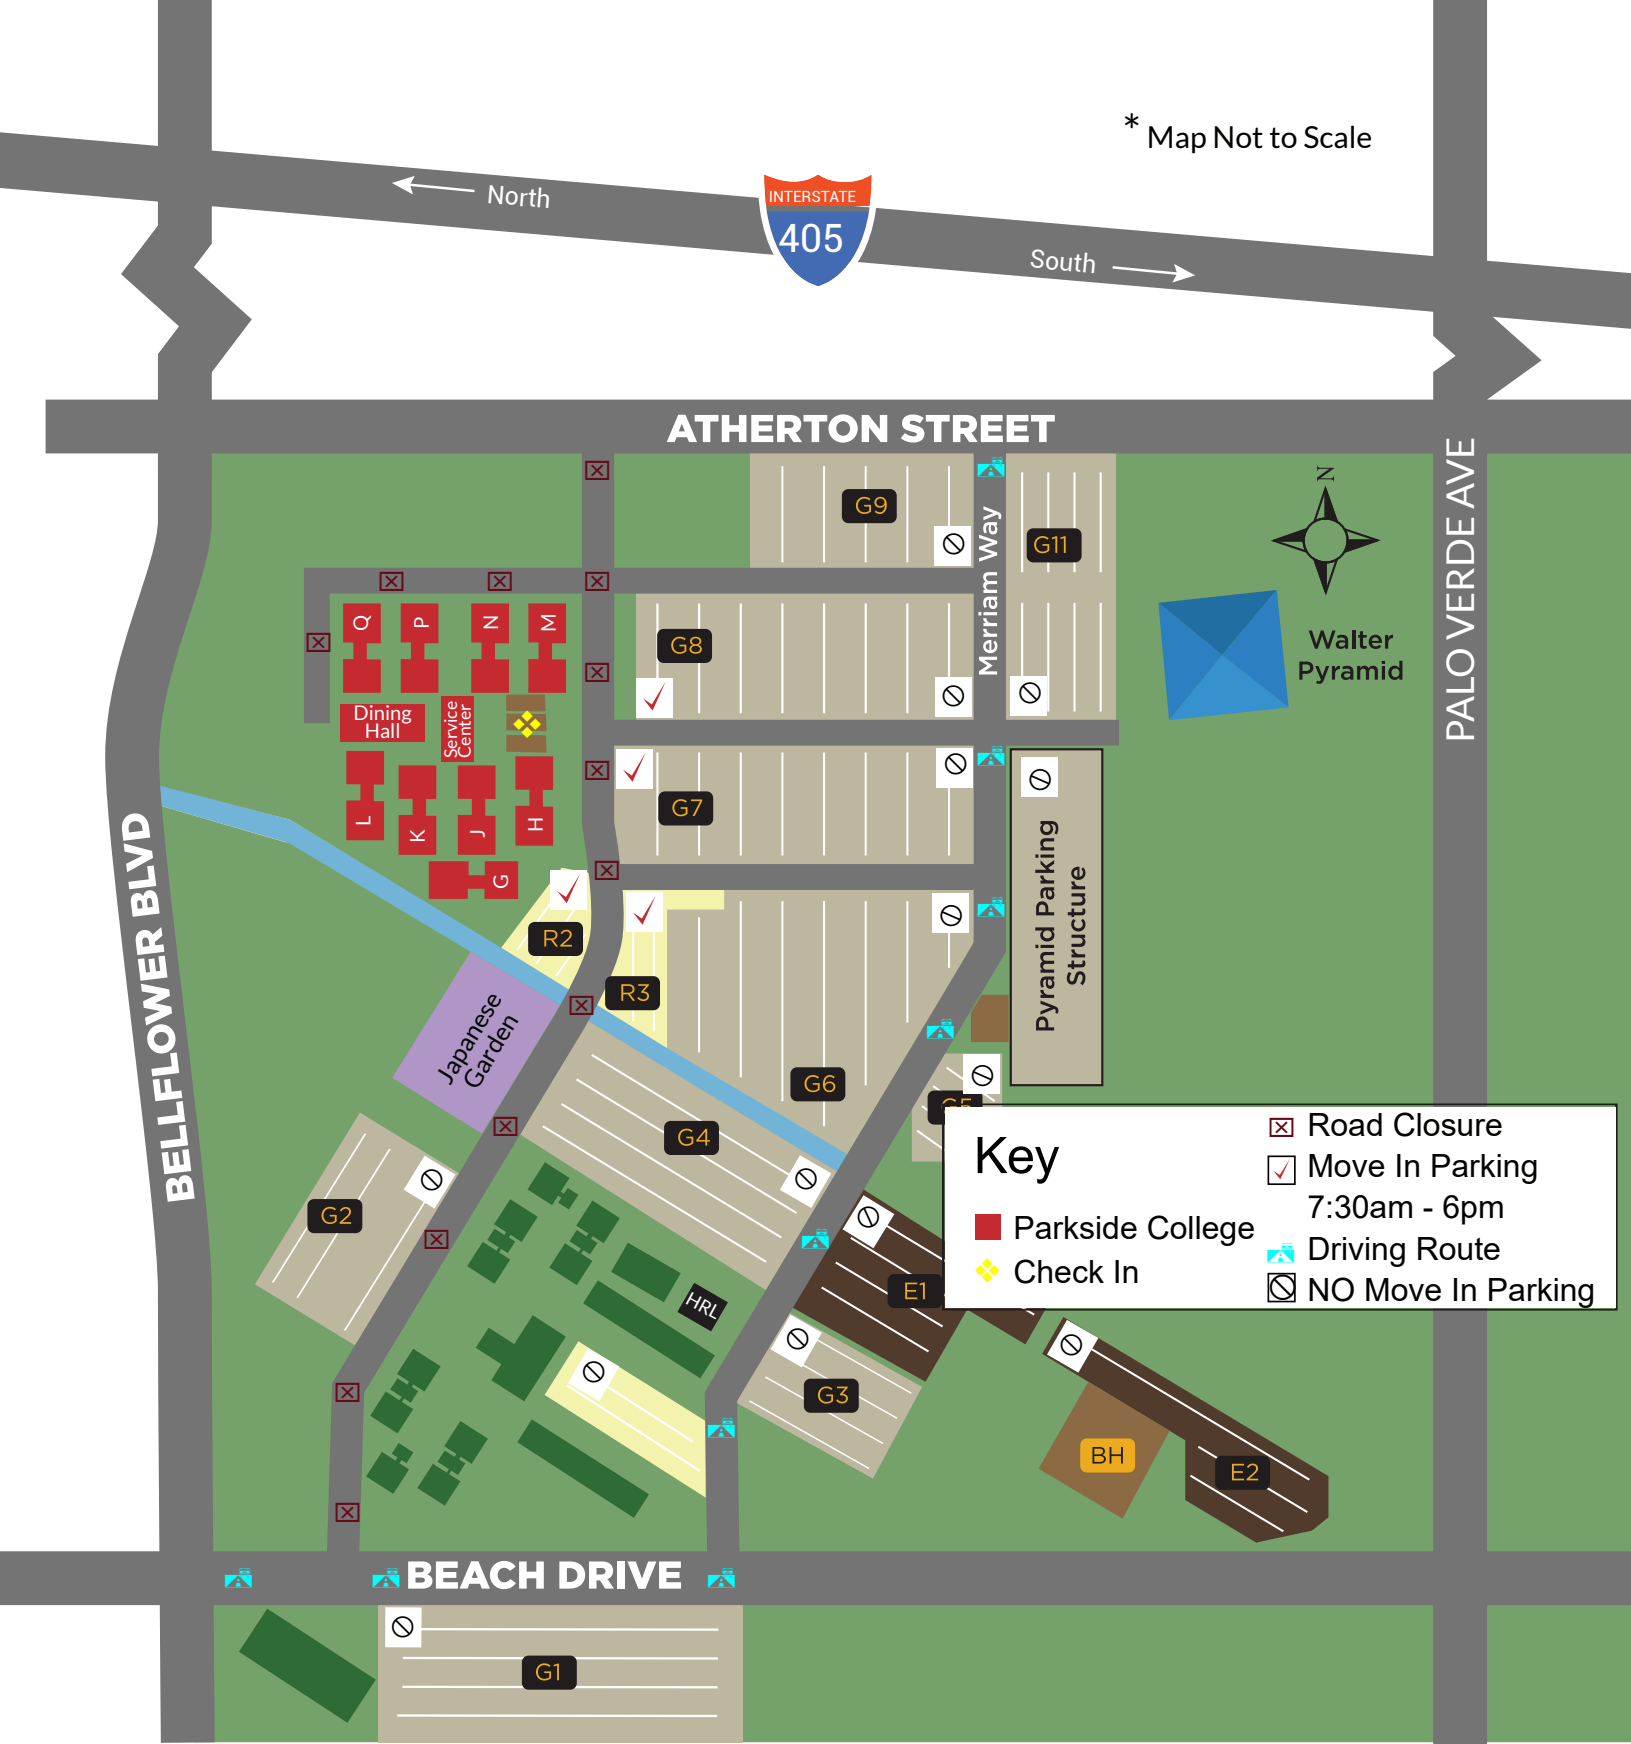 * Map Not to Scale
North
INTERSTATE
405
South
ATHERTON STREET
N
G9
Merriam Way
G11
PALO VERDE AVE
Walter
Pyramid
Q
P
N
M
G8
Dining
Hall
Service
Center
L
K
J
H
G
G7
BELLFLOWER BLVD
Pyramid Parking
Structure
R2
R3
Japanese
Garden
G6
G5
G4
G2
HRL
E1
G3
BH
E2
Key
Parkside College
Check In
Road Closure
Move In Parking
7:30am - 6pm
Driving Route
NO Move In Parking
BEACH DRIVE
G1